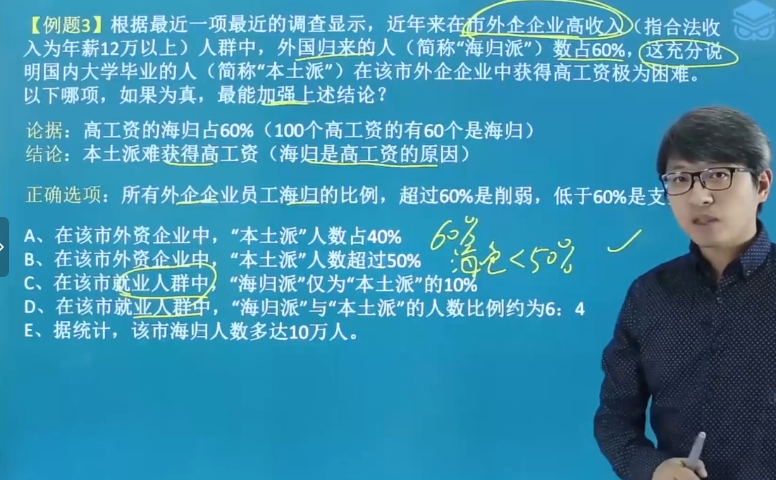 【例题3】根据最近一项最近的调查显示，近年来在市外企企业高收入（指合法收
入为年薪12万以上）人群中，外国归来的人（简称“海归派”）数占60%，这充分说
明国内大学毕业的人（简称“本土派”）在该市外企企业中获得高工资极为困难。
以下哪项，如果为真，最能加强上述结论？
论据：高工资的海归占60%（100个高工资的有60个是海归）
结论：本土派难获得高工资（海归是高工资的原因）
正确选项：所有外企企业员工海归的比例，超过60%是削弱，低于60%是支
A、在该市外资企业中，“本土派”人数占40%
60%
B、在该市外资企业中，“本土派”人数超过50%
海龟<50%
C、在该市就业人群中，“海归派”仅为“本土派”的10%
D、在该市就业人群中，“海归派”与“本土派”的人数比例约为6：4
E、据统计，该市海归人数多达10万人。